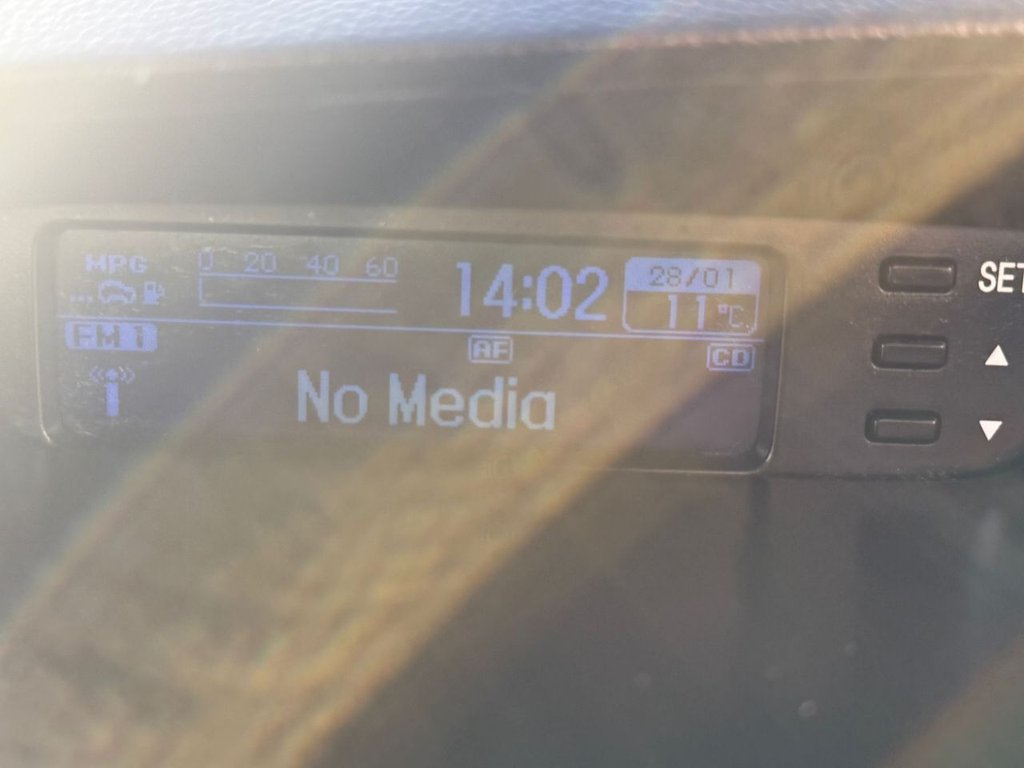 MPG 0 20 40 60 14:02 28/01 SET
11°C
FM1 AF CD
No Media